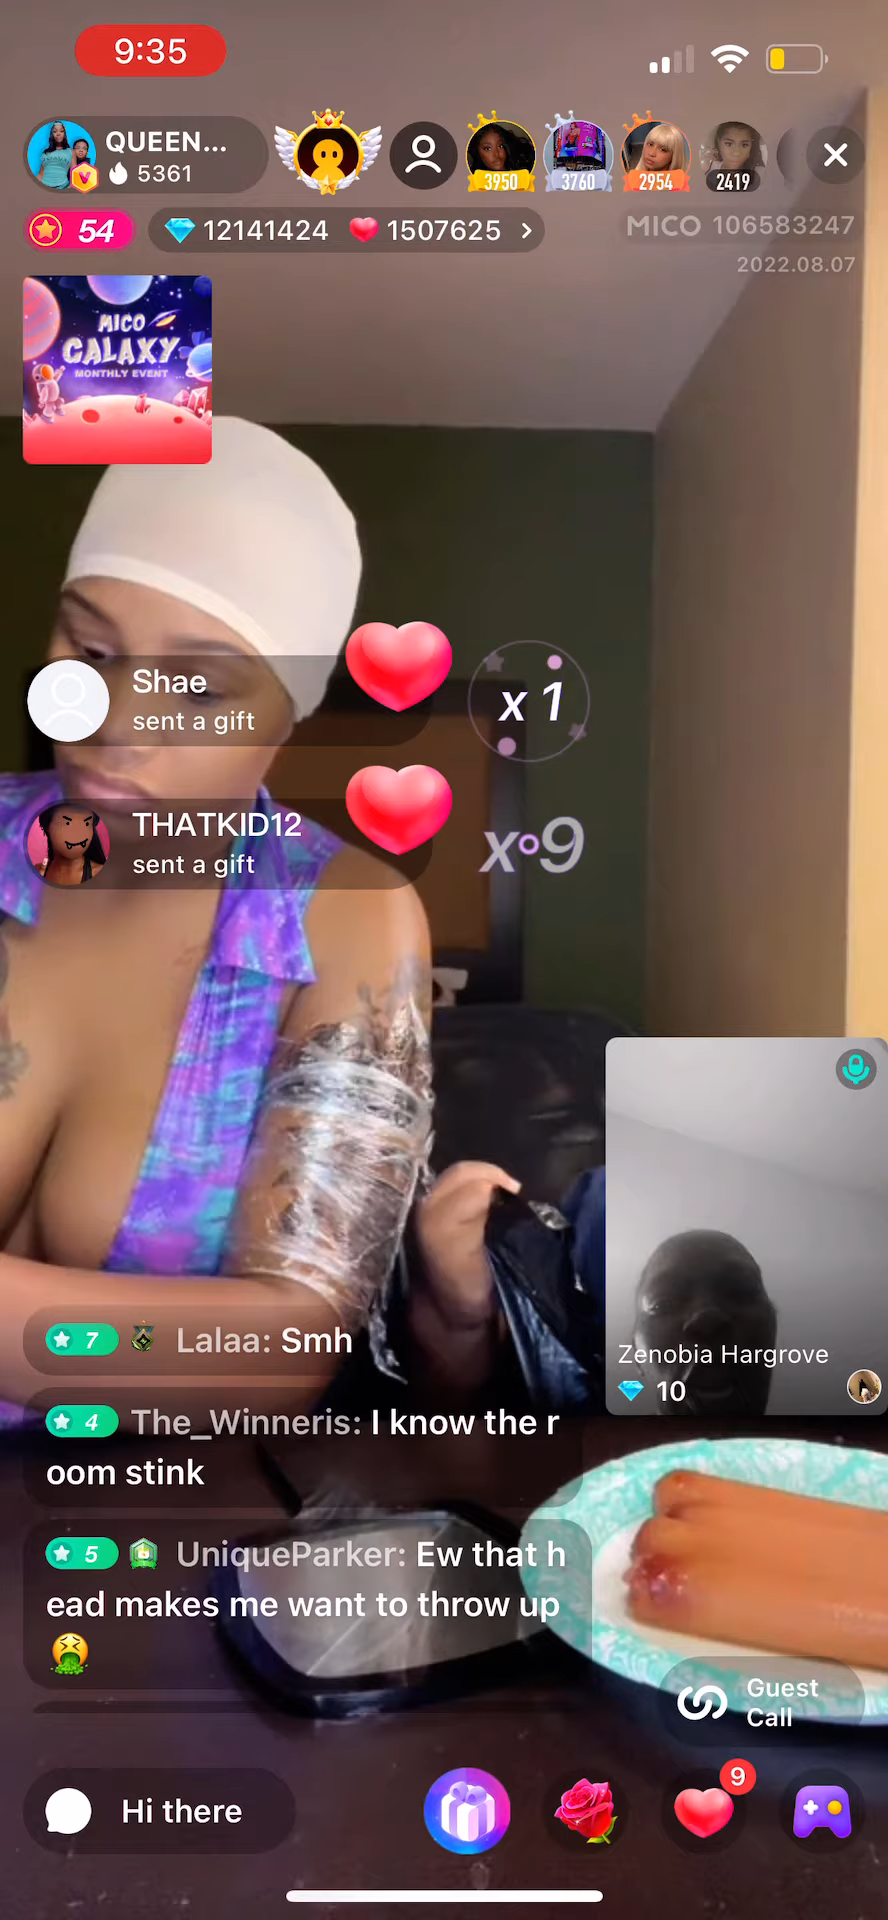 9:35
QUEEN...
5361
3950
3760
2954
2419
54
12141424
1507625
MICO 106583247
2022.08.07
MICO
GALAXY
MONTHLY EVENT
Shae
sent a gift
x 1
THATKID12
sent a gift
x 9
Zenobia Hargrove
10
7 Lalaa: Smh
4 The_Winneris: I know the r
oom stink
5 UniqueParker: Ew that h
ead makes me want to throw up
🤮
Guest
Call
Hi there
9